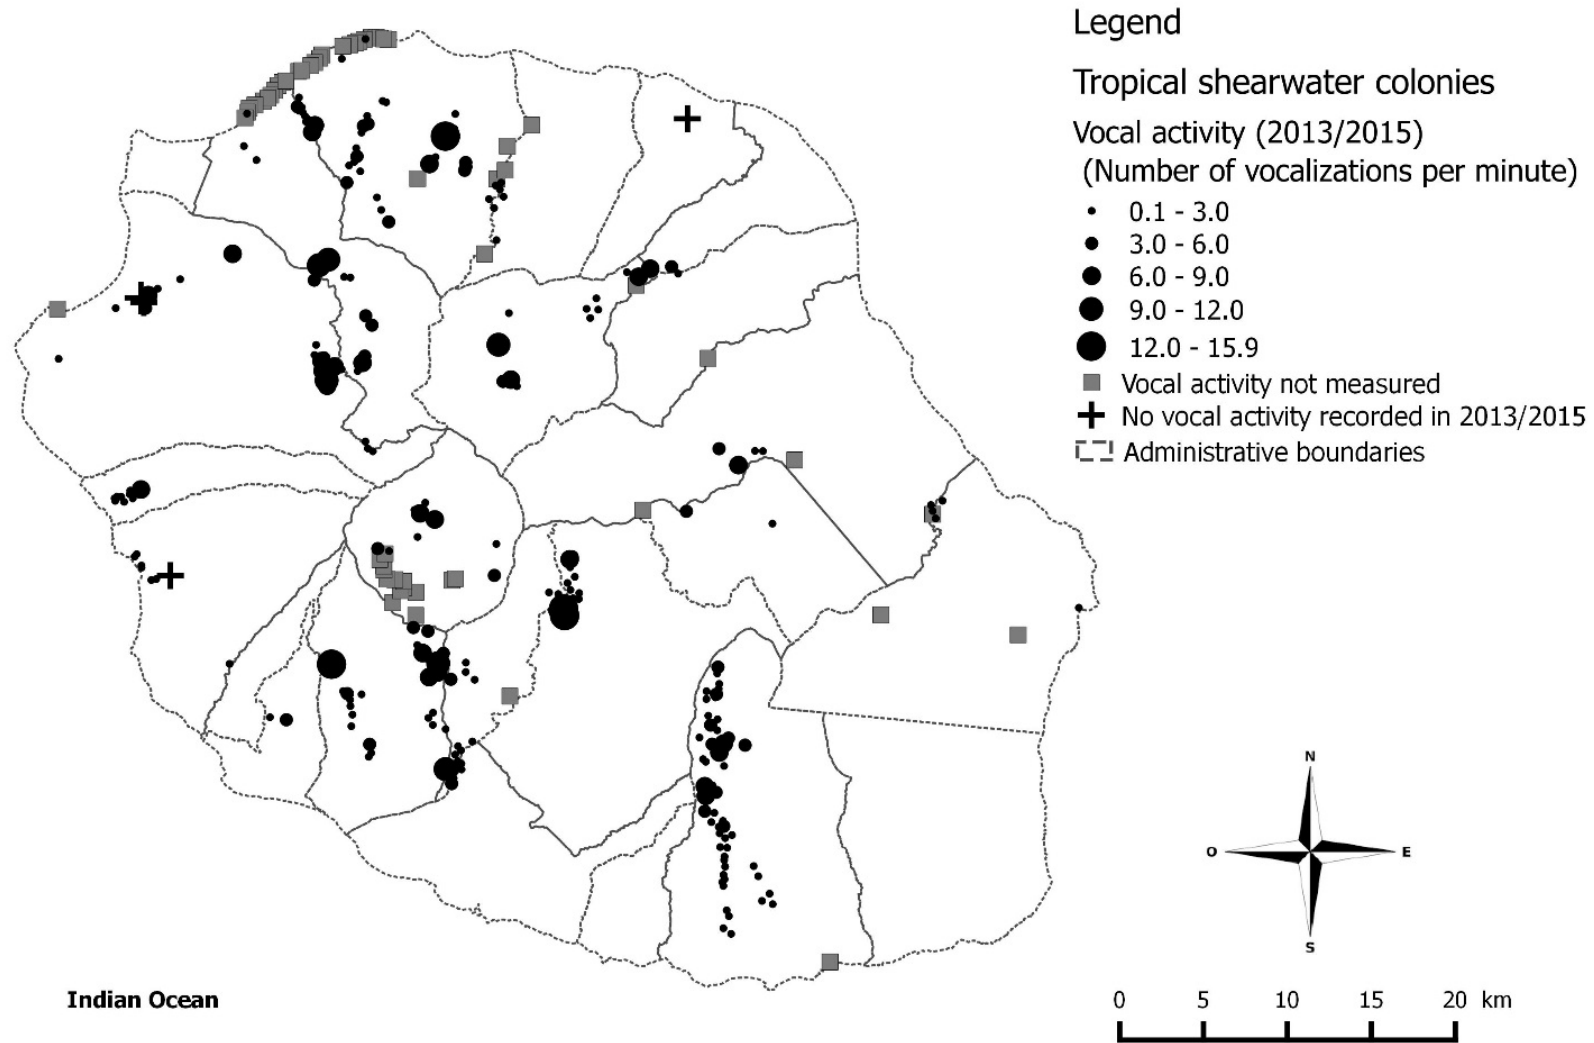 Legend
Tropical shearwater colonies
Vocal activity (2013/2015)
(Number of vocalizations per minute)
0.1 - 3.0
3.0 - 6.0
6.0 - 9.0
9.0 - 12.0
12.0 - 15.9
Vocal activity not measured
No vocal activity recorded in 2013/2015
Administrative boundaries
N
O E
S
Indian Ocean
0 5 10 15 20 km